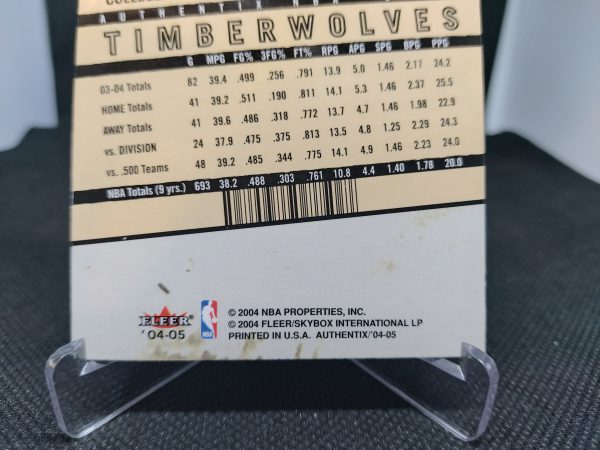 AUTHENTIX NBA
TIMBERWOLVES
G MPG FG% 3FG% FT% RPG APG SPG BPG PPG
03-04 Totals 82 39.4 .499 .256 .791 13.9 5.0 1.46 2.17 24.2
HOME Totals 41 39.2 .511 .190 .811 14.1 5.3 1.46 2.37 25.5
AWAY Totals 41 39.6 .486 .318 .772 13.7 4.7 1.46 1.98 22.9
vs. DIVISION 24 37.9 .475 .375 .813 13.5 4.8 1.25 2.29 24.3
vs. .500 Teams 48 39.2 .485 .344 .775 14.1 4.9 1.46 2.23 24.0
NBA Totals (9 yrs.) 693 38.2 .488 .303 .761 10.8 4.4 1.40 1.78 20.0
FLEER
'04-05
NBA
© 2004 NBA PROPERTIES, INC.
© 2004 FLEER/SKYBOX INTERNATIONAL LP
PRINTED IN U.S.A. AUTHENTIX/'04-05